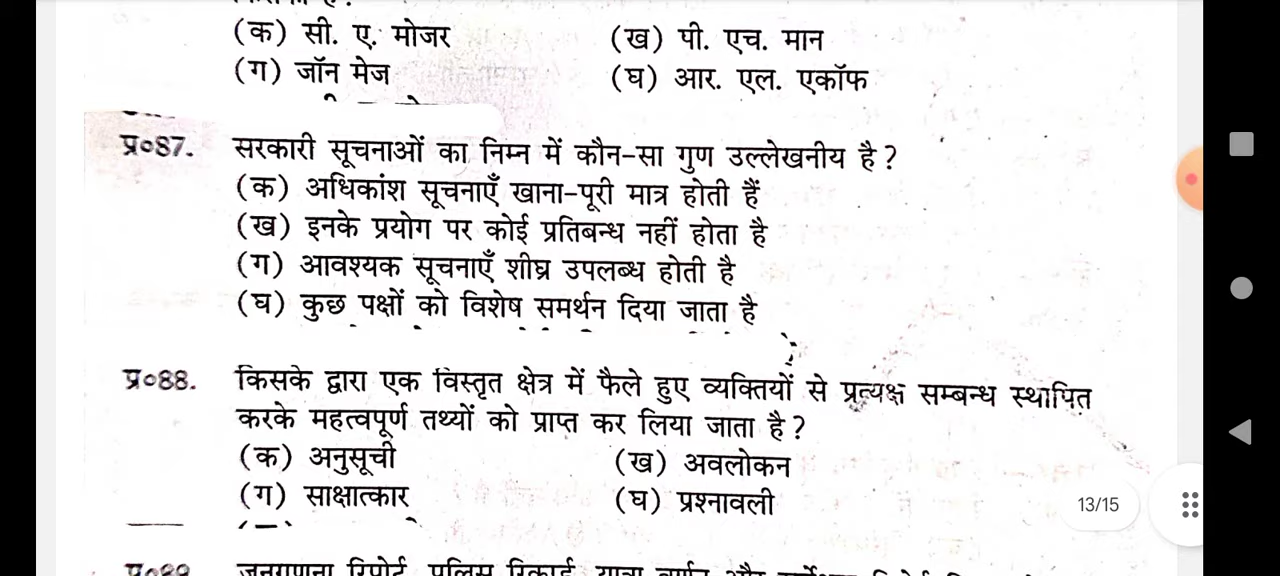 (क) सी. ए. मोजर (ख) पी. एच. मान
(ग) जॉन मेज (घ) आर. एल. एकॉफ
प्र०87. सरकारी सूचनाओं का निम्न में कौन-सा गुण उल्लेखनीय है ?
(क) अधिकांश सूचनाएँ खाना-पूरी मात्र होती हैं
(ख) इनके प्रयोग पर कोई प्रतिबन्ध नहीं होता है
(ग) आवश्यक सूचनाएँ शीघ्र उपलब्ध होती है
(घ) कुछ पक्षों को विशेष समर्थन दिया जाता है
प्र०88. किसके द्वारा एक विस्तृत क्षेत्र में फैले हुए व्यक्तियों से प्रत्यक्ष सम्बन्ध स्थापित
करके महत्वपूर्ण तथ्यों को प्राप्त कर लिया जाता है ?
(क) अनुसूची (ख) अवलोकन
(ग) साक्षात्कार (घ) प्रश्नावली
13/15